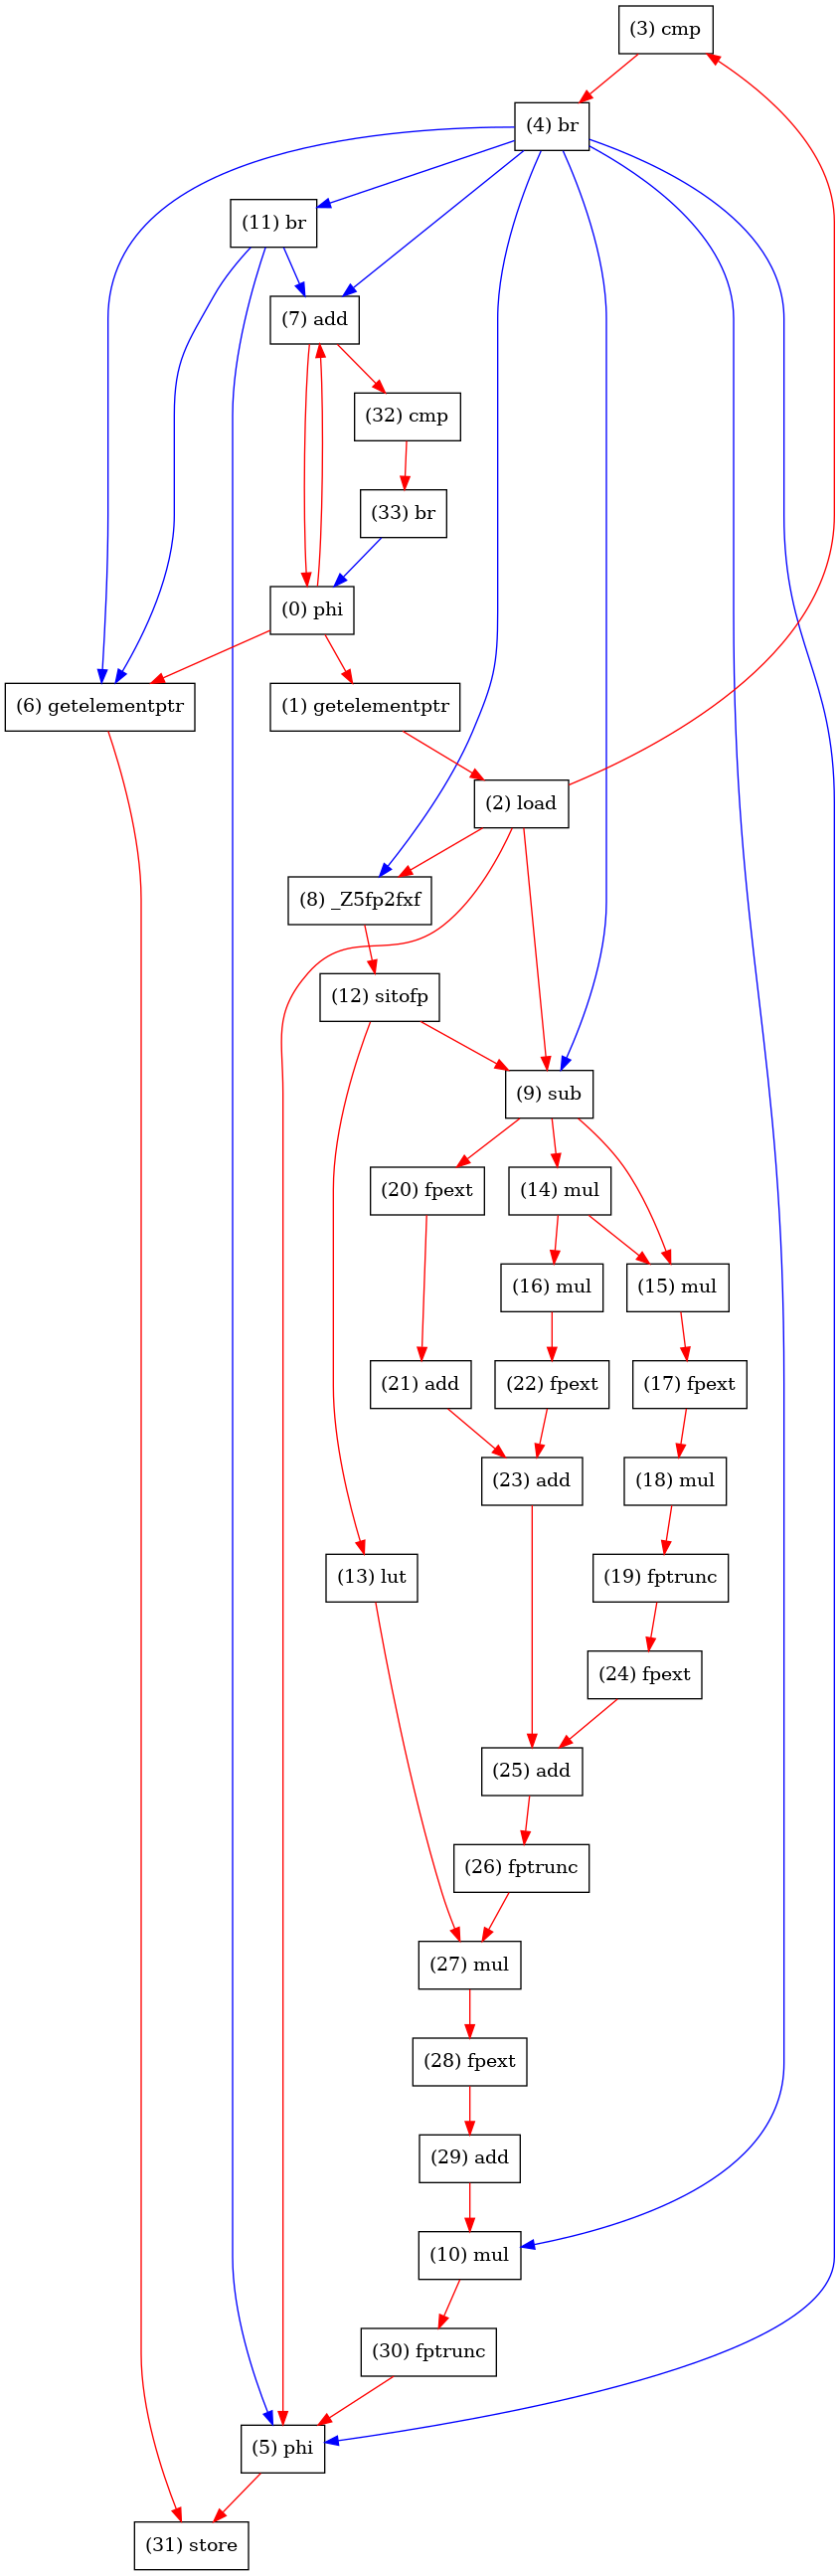 (3) cmp
(4) br
(11) br
(7) add
(32) cmp
(33) br
(0) phi
(6) getelementptr
(1) getelementptr
(2) load
(8) _Z5fp2fxf
(12) sitofp
(9) sub
(20) fpext
(14) mul
(16) mul
(15) mul
(21) add
(22) fpext
(17) fpext
(23) add
(18) mul
(13) lut
(19) fptrunc
(24) fpext
(25) add
(26) fptrunc
(27) mul
(28) fpext
(29) add
(10) mul
(30) fptrunc
(5) phi
(31) store